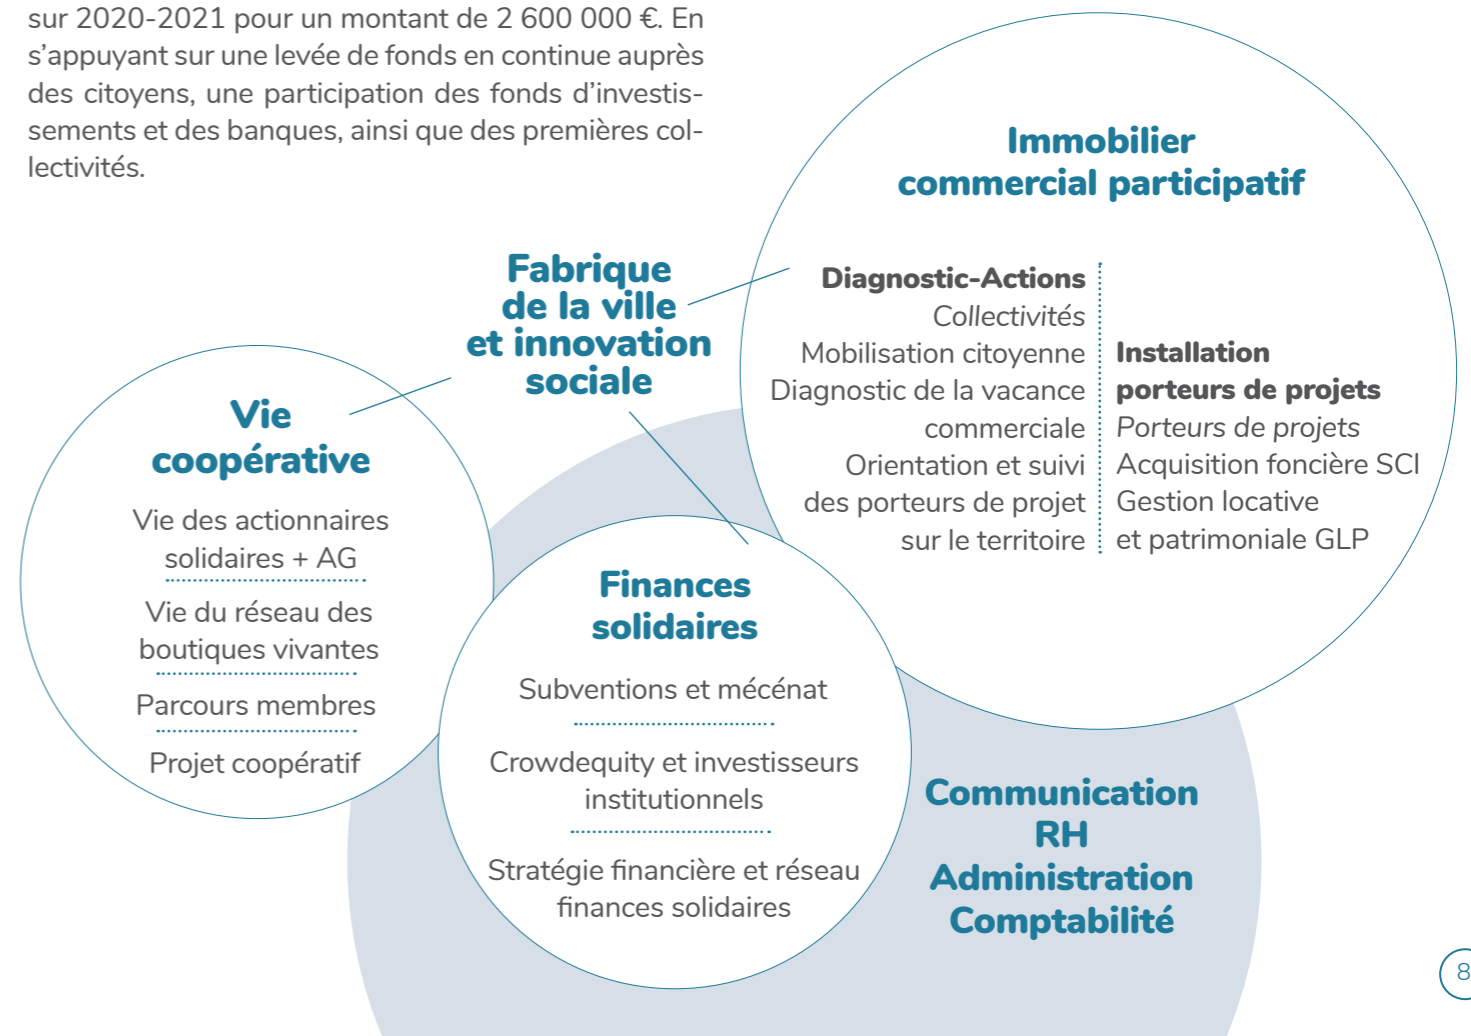 sur 2020-2021 pour un montant de 2 600 000 €. En
s’appuyant sur une levée de fonds en continue auprès
des citoyens, une participation des fonds d’investis-
sements et des banques, ainsi que des premières col-
lectivités.
Immobilier
commercial participatif
Diagnostic-Actions
Collectivités
Mobilisation citoyenne
Diagnostic de la vacance
commerciale
Orientation et suivi
des porteurs de projet
sur le territoire
Installation
porteurs de projets
Porteurs de projets
Acquisition foncière SCI
Gestion locative
et patrimoniale GLP
Fabrique
de la ville
et innovation
sociale
Vie
coopérative
Vie des actionnaires
solidaires + AG
Vie du réseau des
boutiques vivantes
Parcours membres
Projet coopératif
Finances
solidaires
Subventions et mécénat
Crowdequity et investisseurs
institutionnels
Stratégie financière et réseau
finances solidaires
Communication
RH
Administration
Comptabilité
8